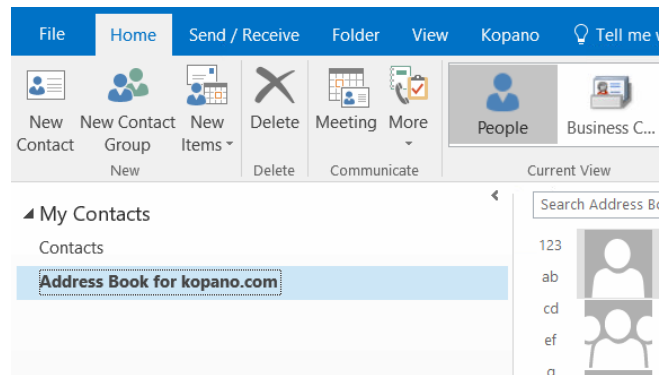 File Home Send / Receive Folder View Kopano Tell me
New Contact
New Contact Group
New Items
Delete
Meeting
More
People
Business C...
New Delete Communicate Current View
My Contacts
Search Address
Contacts
123
Address Book for kopano.com
ab
cd
ef